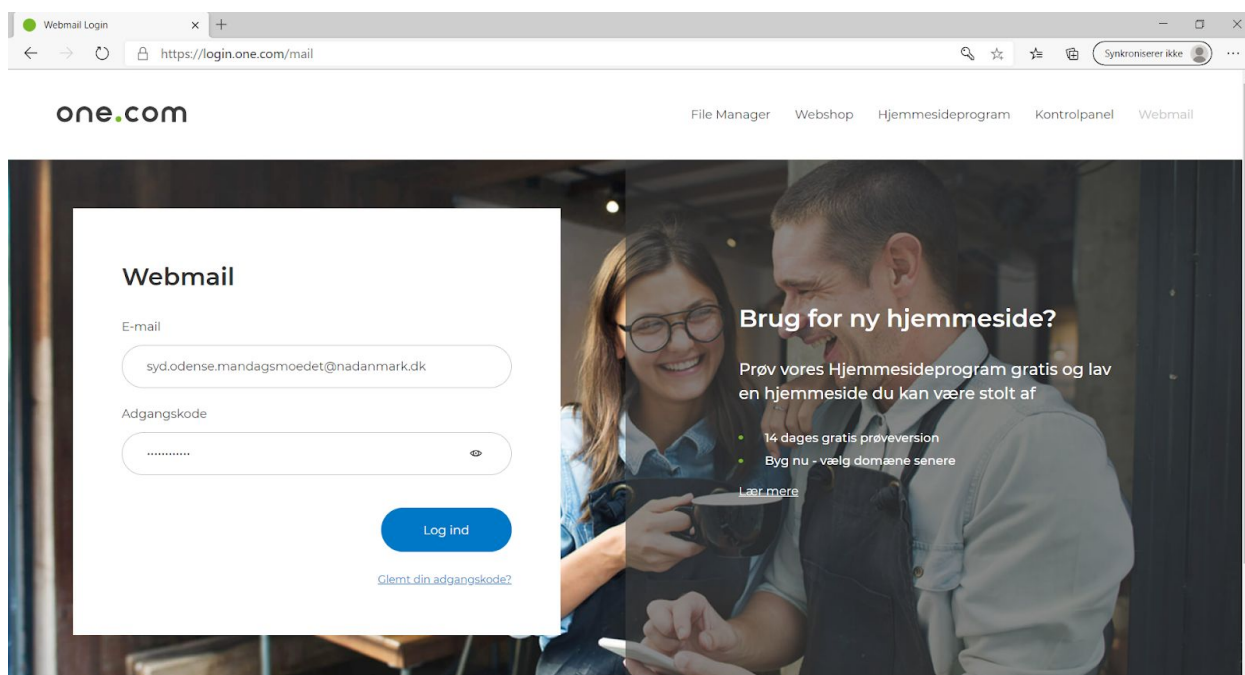 Webmail Login
https://login.one.com/mail
Synkroniserer ikke
one.com
File Manager Webshop Hjemmesideprogram Kontrolpanel Webmail
Webmail
E-mail
syd.odense.mandagsmoedet@nadanmark.dk
Adgangskode
............
Log ind
Glemt din adgangskode?
Brug for ny hjemmeside?
Prøv vores Hjemmesideprogram gratis og lav
en hjemmeside du kan være stolt af
14 dages gratis prøveversion
Byg nu - vælg domæne senere
Lær mere